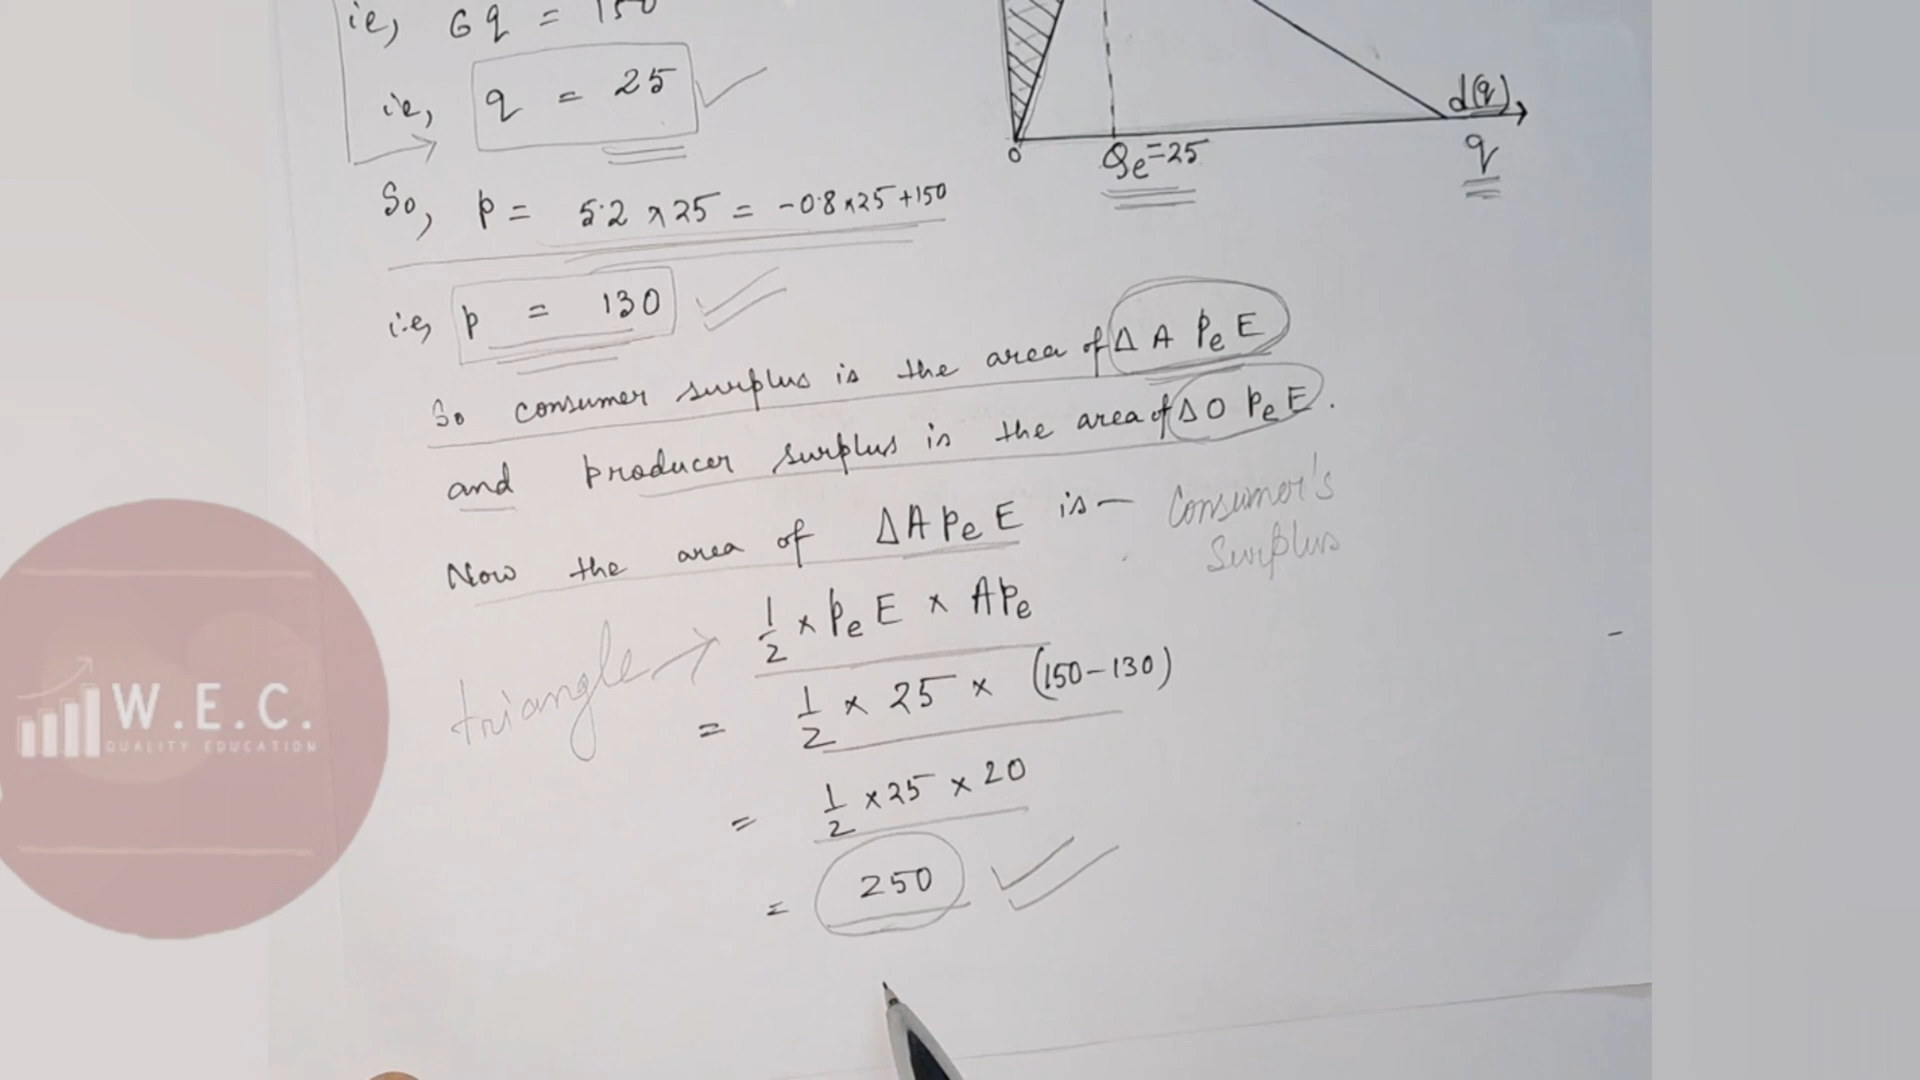 ie, 6q = 150
ie, q = 25
So, p = 5.2 × 25 = -0.8×25+150
i.e, p = 130
d(q)
q
0
Qe=25
So consumer surplus is the area of Δ A Pe E
and producer surplus is the area of Δ O Pe E.
Now the area of Δ A Pe E is — Consumer's
Surplus
triangle → 1/2 × Pe E × APe
= 1/2 × 25 × (150-130)
= 1/2 × 25 × 20
= 250
W.E.C.
QUALITY EDUCATION